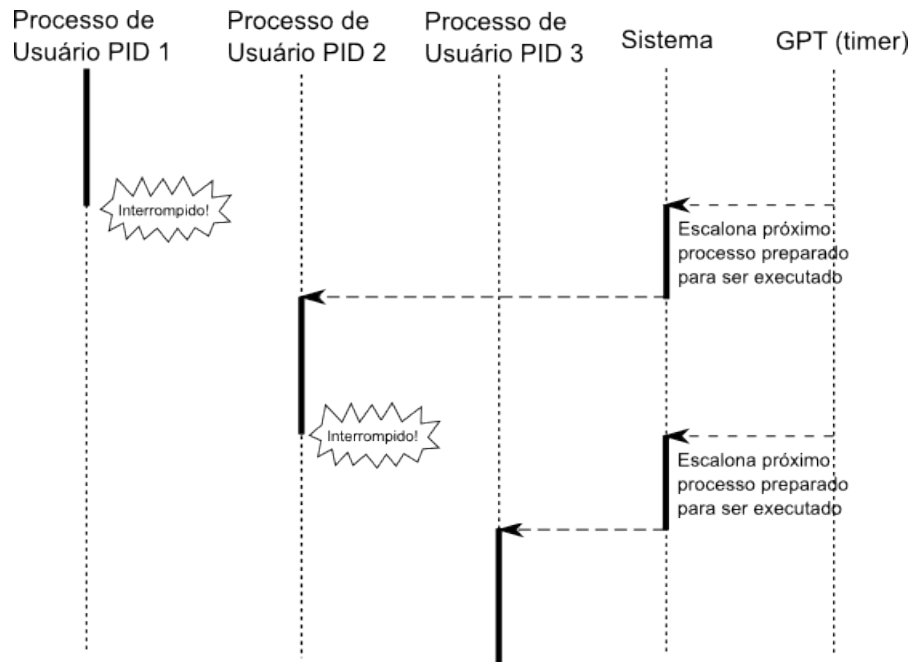 Processo de
Usuário PID 1
Processo de
Usuário PID 2
Processo de
Usuário PID 3
Sistema
GPT (timer)
Interrompido!
Escalona próximo
processo preparado
para ser executado
Interrompido!
Escalona próximo
processo preparado
para ser executado